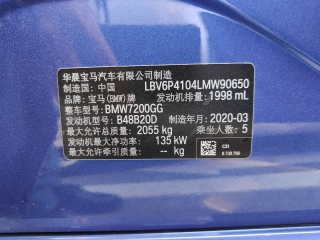 华晨宝马汽车有限公司制造
制造国: 中国 LBV6P4104LMW90650
品牌: 宝马(BMW)牌 发动机排量: 1998 mL
整车型号: BMW7200GG
发动机型号: B48B20D 制造年月: 2020-03
最大允许总质量: 2055 kg 乘坐人数: 5
发动机最大净功率: 135 kW
最大允许牵引质量: -- kg